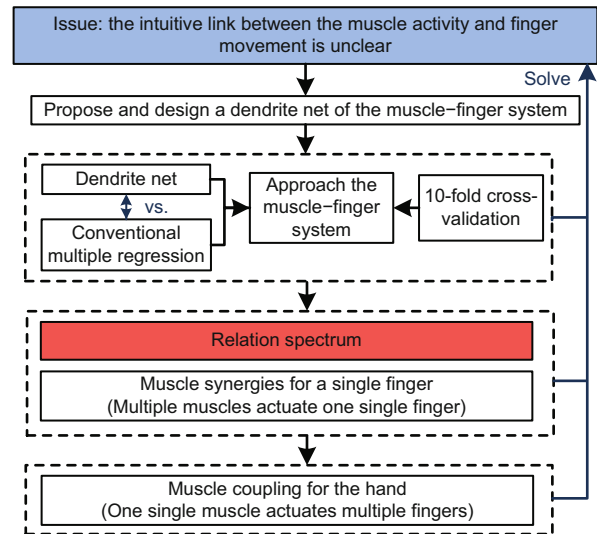 Issue: the intuitive link between the muscle activity and finger
movement is unclear
Solve
Propose and design a dendrite net of the muscle–finger system
Dendrite net
vs.
Conventional
multiple regression
Approach the
muscle–finger
system
10-fold cross-
validation
Relation spectrum
Muscle synergies for a single finger
(Multiple muscles actuate one single finger)
Muscle coupling for the hand
(One single muscle actuates multiple fingers)